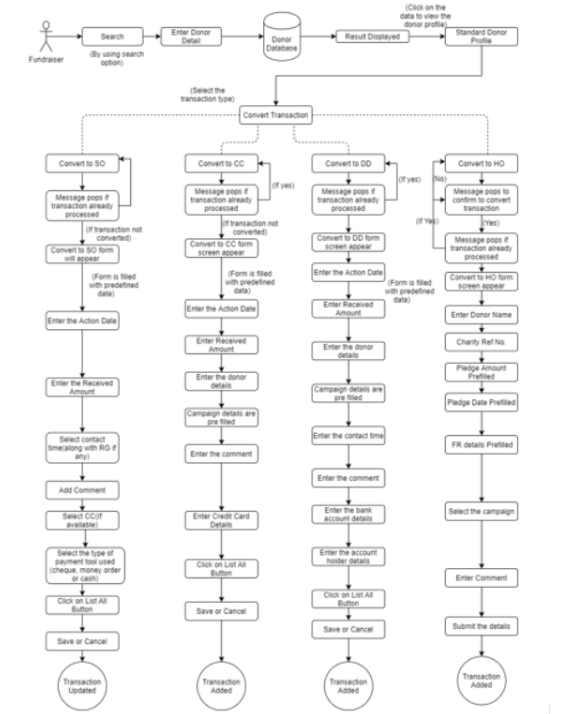 Fundraiser
Search
(By using search
option)
Enter Donor
Detail
Donor
Database
Result Displayed
(Click on the
data to view the
donor profile)
Standard Donor
Profile
(Select the
transaction type)
Convert Transaction
Convert to SO
Message pops if
transaction already
processed
(If transaction not
converted)
Convert to SO form
will appear
(Form is filled
with predefined
data)
Enter the Action Date
Enter the Received
Amount
Select contact
time(along with RG if
any)
Add Comment
Select CC(If
available)
Select the type of
payment tool used
(cheque, money order
or cash)
Click on List All
Button
Save or Cancel
Transaction
Updated
Convert to CC
(If yes)
Message pops if
transaction already
processed
(If transaction not
converted)
Convert to CC form
screen appear
(Form is filled
with predefined
data)
Enter the Action Date
Enter Received
Amount
Enter the donor
details
Campaign details are
pre filled
Enter the comment
Enter Credit Card
Details
Click on List All
Button
Save or Cancel
Transaction
Added
Convert to DD
(If yes)
Message pops if
transaction already
processed
Convert to DD form
screen appear
Enter the Action Date
(Form is filled
with predefined
data)
Enter Received
Amount
Enter the donor
details
Campaign details are
pre filled
Enter the contact time
Enter the comment
Enter the bank
account details
Enter the account
holder details
Click on List All
Button
Save or Cancel
Transaction
Added
Convert to HO
(No)
Message pops to
confirm to convert
transaction
(If Yes)
(Yes)
Message pops if
transaction already
processed
Convert to HO form
screen appear
Enter Donor Name
Charity Ref No.
Pledge Amount
Prefilled
Pledge Date Prefilled
FR details Prefilled
Select the campaign
Enter Comment
Submit the details
Transaction
Added